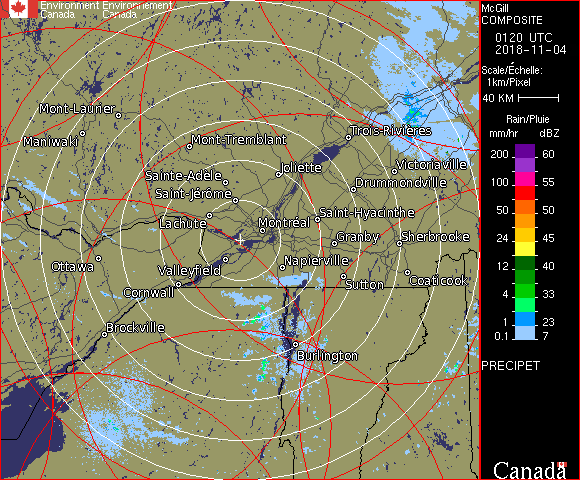 Environment Environnement
Canada Canada
McGill
COMPOSITE
0120 UTC
2018-11-04
Scale/Échelle:
1km/Pixel
40 KM
Rain/Pluie
mm/hr dBZ
200 60
100 55
50 50
24 45
12 40
4 33
1 23
0.1 7
PRECIPET
Canada
Mont-Laurier
Maniwaki
Mont-Tremblant
Trois-Rivières
Joliette
Victoriaville
Sainte-Adèle
Drummondville
Saint-Jérôme
Lachute
Saint-Hyacinthe
Montréal
Granby
Sherbrooke
Ottawa
Valleyfield
Napierville
Coaticook
Sutton
Cornwall
Brockville
Burlington